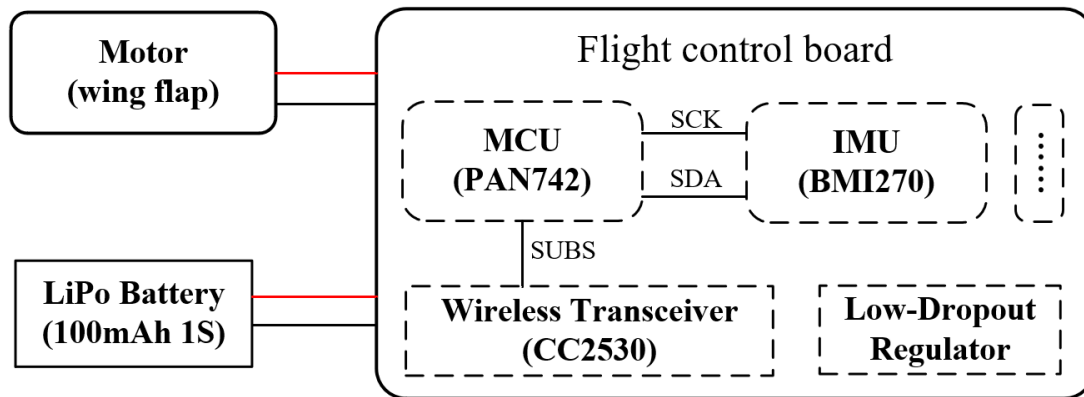 Motor
(wing flap)
Flight control board
MCU
(PAN742)
SCK
SDA
IMU
(BMI270)
......
SUBS
LiPo Battery
(100mAh 1S)
Wireless Transceiver
(CC2530)
Low-Dropout
Regulator